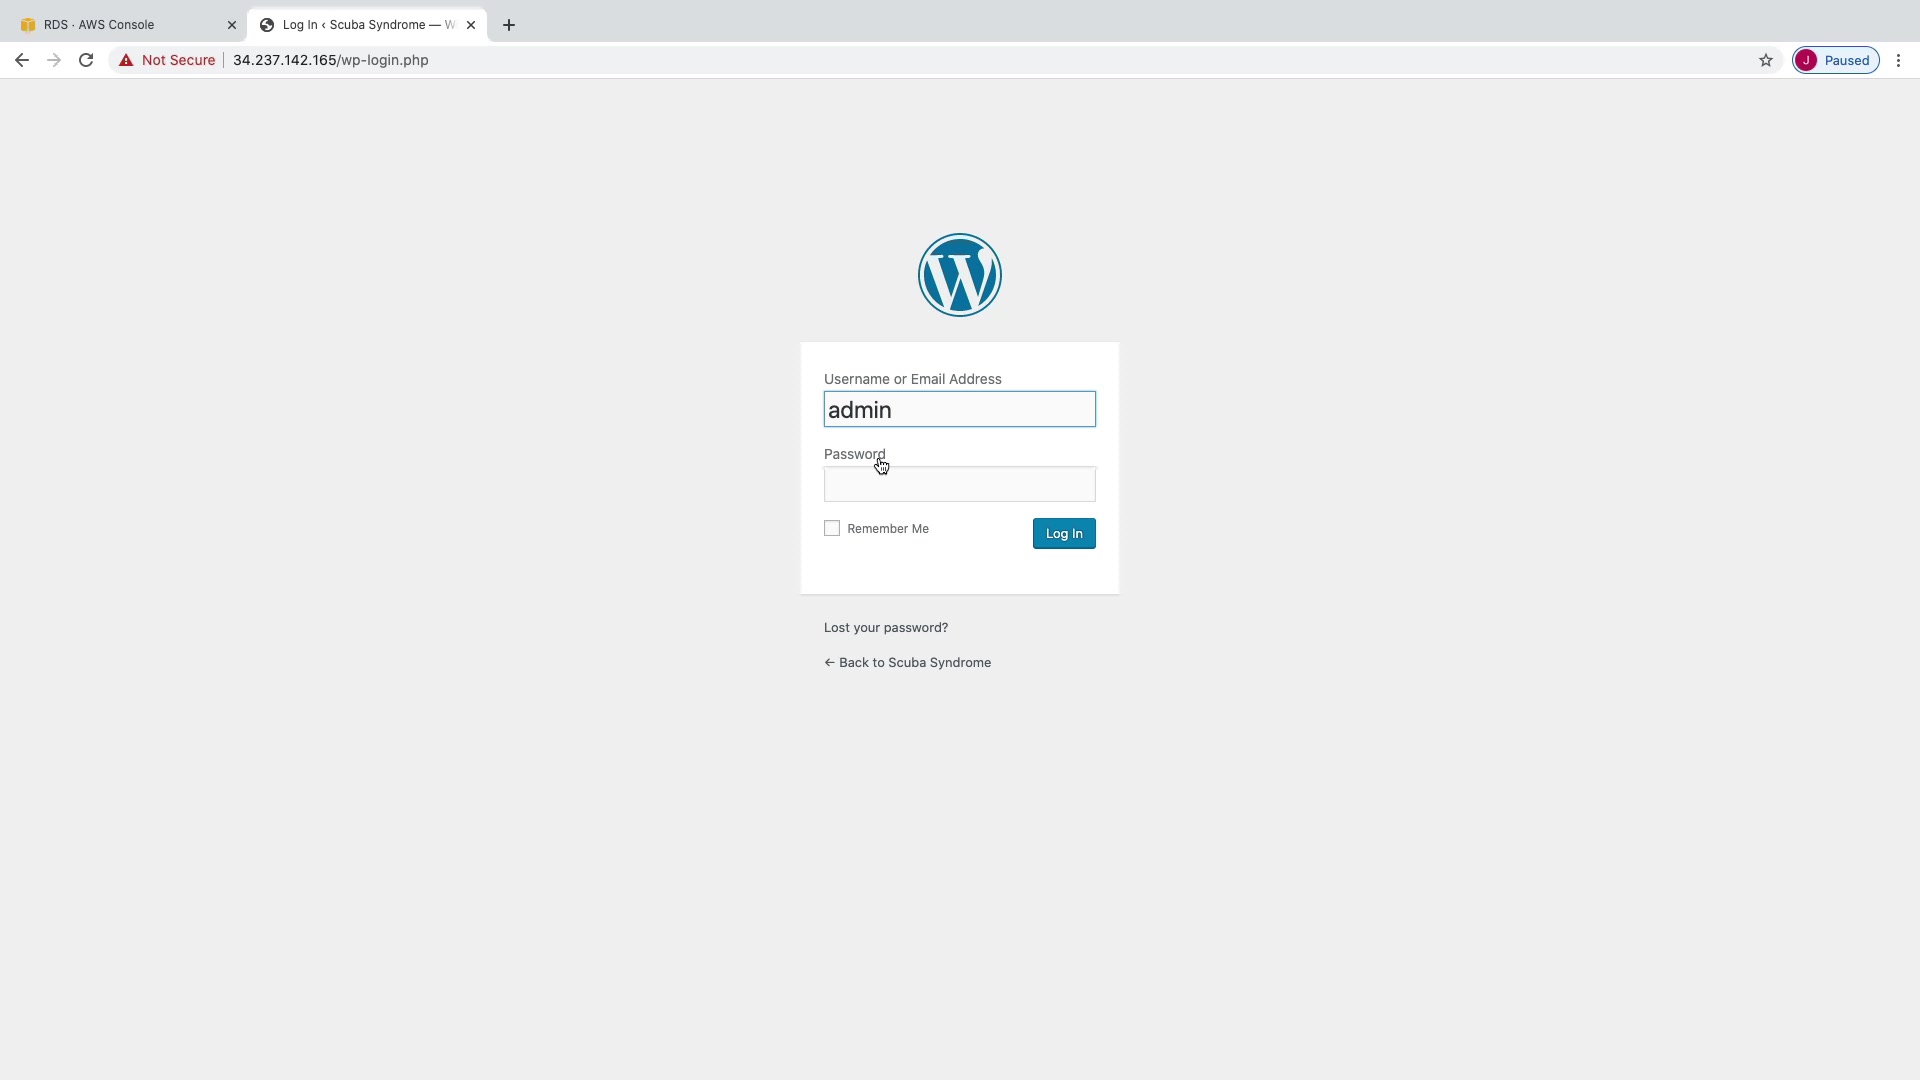 RDS · AWS Console
Log In ‹ Scuba Syndrome — W
Not Secure
34.237.142.165/wp-login.php
J
Paused
Username or Email Address
admin
Password
Remember Me
Log In
Lost your password?
← Back to Scuba Syndrome